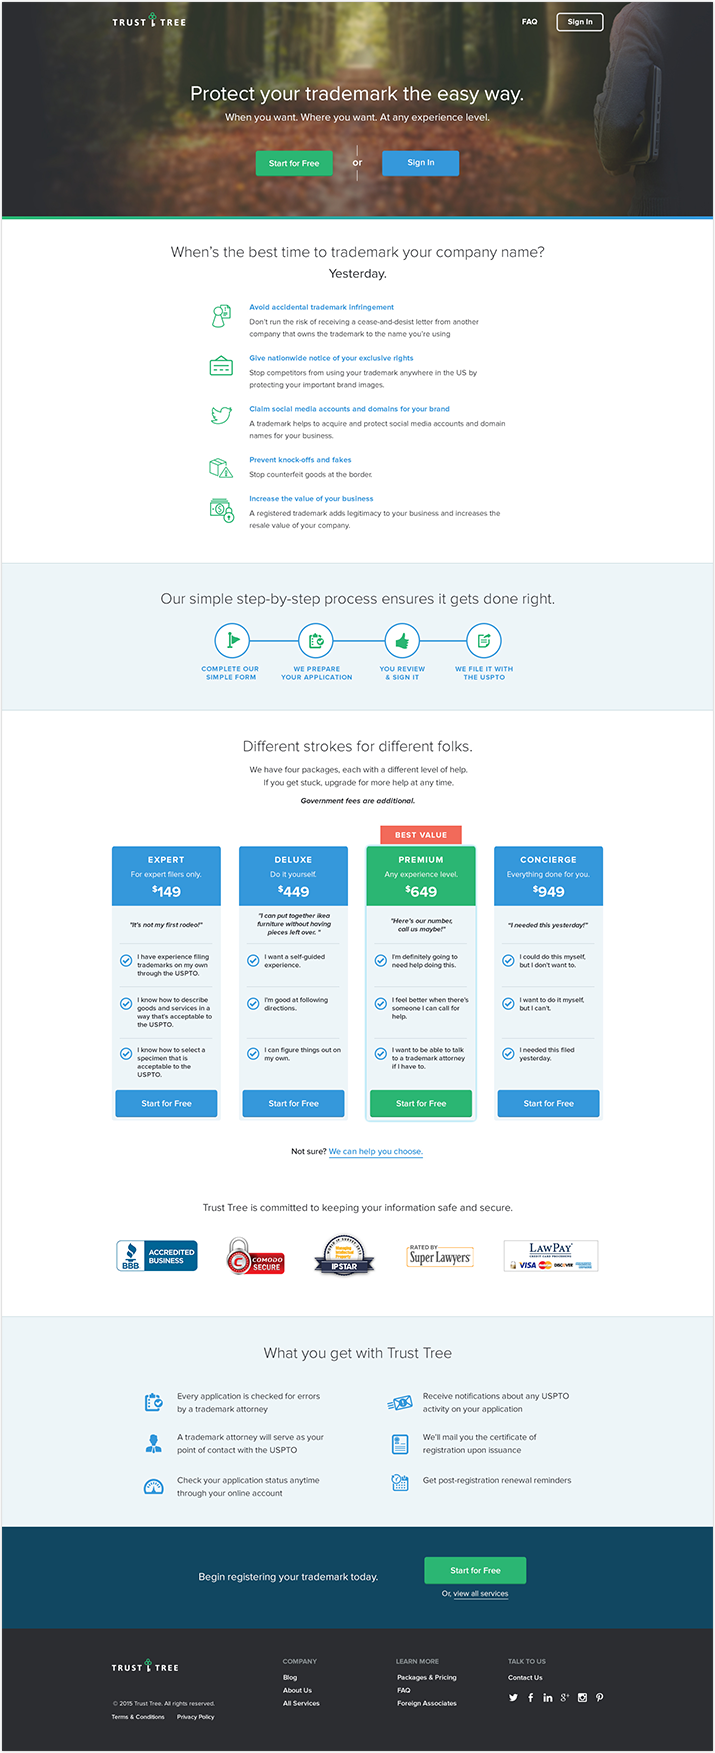 TRUST TREE
FAQ
Sign In
Protect your trademark the easy way.
When you want. Where you want. At any experience level.
Start for Free
or
Sign In
When's the best time to trademark your company name?
Yesterday.
Avoid accidental trademark infringement
Don't run the risk of receiving a cease-and-desist letter from another
company that owns the trademark to the name you're using
Give nationwide notice of your exclusive rights
Stop competitors from using your trademark anywhere in the US by
protecting your important brand images.
Claim social media accounts and domains for your brand
A trademark helps to acquire and protect social media accounts and domain
names for your business.
Prevent knock-offs and fakes
Stop counterfeit goods at the border.
Increase the value of your business
A registered trademark adds legitimacy to your business and increases the
resale value of your company.
Our simple step-by-step process ensures it gets done right.
COMPLETE OUR
SIMPLE FORM
WE PREPARE
YOUR APPLICATION
YOU REVIEW
& SIGN IT
WE FILE IT WITH
THE USPTO
Different strokes for different folks.
We have four packages, each with a different level of help.
If you get stuck, upgrade for more help at any time.
Government fees are additional.
EXPERT
For expert filers only.
$149
"It's not my first rodeo!"
I have experience filing
trademarks on my own
through the USPTO.
I know how to describe
goods and services in a
way that's acceptable to
the USPTO.
I know how to select a
specimen that is
acceptable to the
USPTO.
Start for Free
DELUXE
Do it yourself.
$449
"I can put together ikea
furniture without having
pieces left over. "
I want a self-guided
experience.
I'm good at following
directions.
I can figure things out on
my own.
Start for Free
BEST VALUE
PREMIUM
Any experience level.
$649
"Here's our number,
call us maybe!"
I'm definitely going to
need help doing this.
I feel better when there's
someone I can call for
help.
I want to be able to talk
to a trademark attorney
if I have to.
Start for Free
CONCIERGE
Everything done for you.
$949
"I needed this yesterday!"
I could do this myself,
but I don't want to.
I want to do it myself,
but I can't.
I needed this filed
yesterday.
Start for Free
Not sure? We can help you choose.
Trust Tree is committed to keeping your information safe and secure.
BBB
ACCREDITED
BUSINESS
COMODO
SECURE
IPSTAR
RATED BY
Super Lawyers
LAWPAY
CREDIT CARD PROCESSING
VISA
MasterCard
DISCOVER
What you get with Trust Tree
Every application is checked for errors
by a trademark attorney
Receive notifications about any USPTO
activity on your application
A trademark attorney will serve as your
point of contact with the USPTO
We'll mail you the certificate of
registration upon issuance
Check your application status anytime
through your online account
Get post-registration renewal reminders
Begin registering your trademark today.
Start for Free
Or, view all services
TRUST TREE
© 2015 Trust Tree. All rights reserved.
Terms & Conditions Privacy Policy
COMPANY
Blog
About Us
All Services
LEARN MORE
Packages & Pricing
FAQ
Foreign Associates
TALK TO US
Contact Us